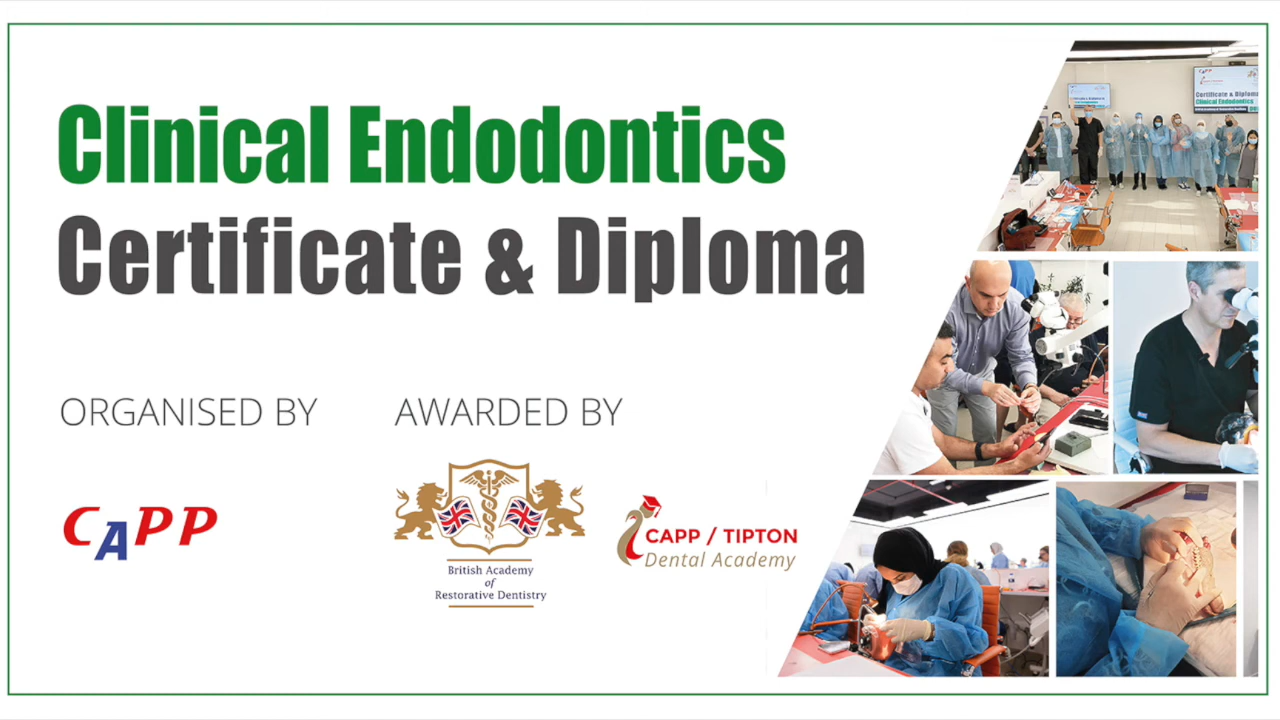 Clinical Endodontics
Certificate & Diploma
ORGANISED BY
AWARDED BY
CAPP
British Academy
of
Restorative Dentistry
CAPP / TIPTON
Dental Academy
Certificate & Diploma
Clinical Endodontics